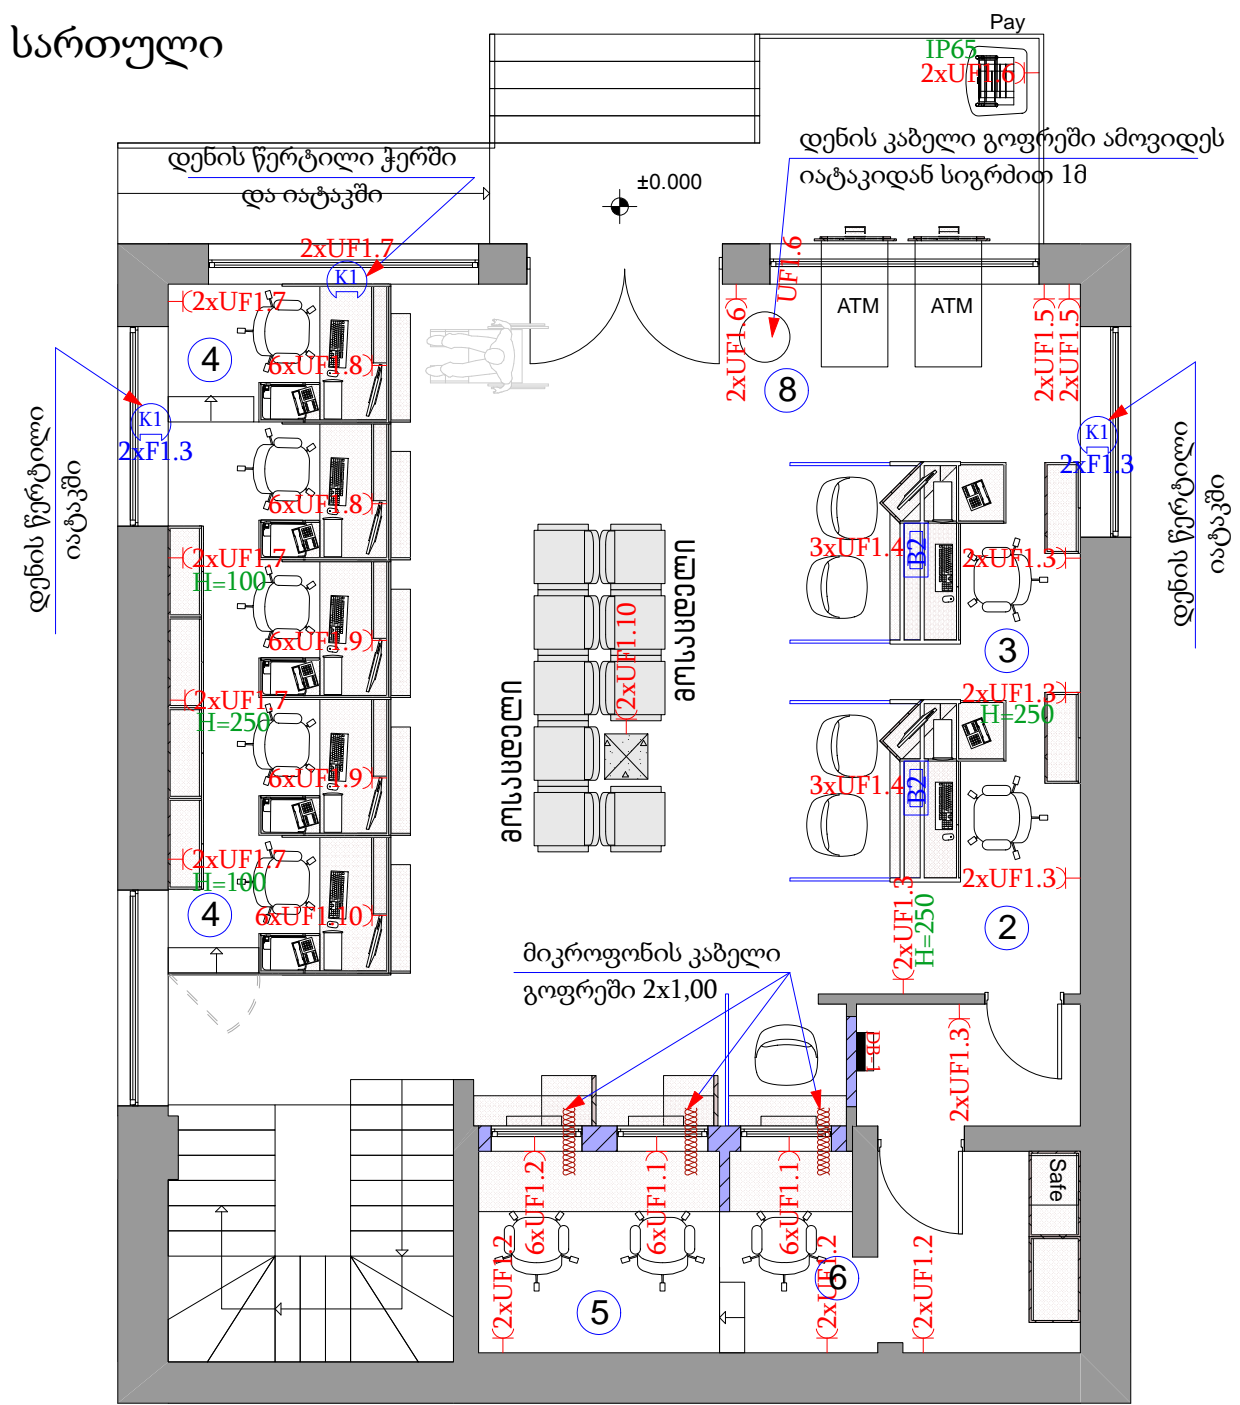 სართული
Pay
IP65
2xUF1.6
დენის წერტილი ჭერში
და იატაკში
დენის კაბელი გოფრეში ამოვიდეს
იატაკიდან სიგრძით 1მ
±0.000
2xUF1.7
K1
UF1.6
2xUF1.7
ATM
ATM
2xUF1.6
2xUF1.5
2xUF1.5
4
6xUF1.8
8
K1
2xF1.3
დენის წერტილი
იატაკში
K1
2xF1.3
დენის წერტილი
იატაკში
6xUF1.8
3xUF1.4
B2
2xUF1.3
2xUF1.7
H=100
მოსაცდელი
2xUF1.10
6xUF1.9
3
2xUF1.7
H=250
მოსაცდელი
2xUF1.3
H=250
6xUF1.9
3xUF1.4
B2
2xUF1.7
H=100
2xUF1.3
4
6xUF1.10
2xUF1.3
H=250
2
მიკროფონის კაბელი
გოფრეში 2x1,00
DB-1
2xUF1.3
6xUF1.2
6xUF1.1
6xUF1.1
Safe
2xUF1.2
2xUF1.2
2xUF1.2
6
5